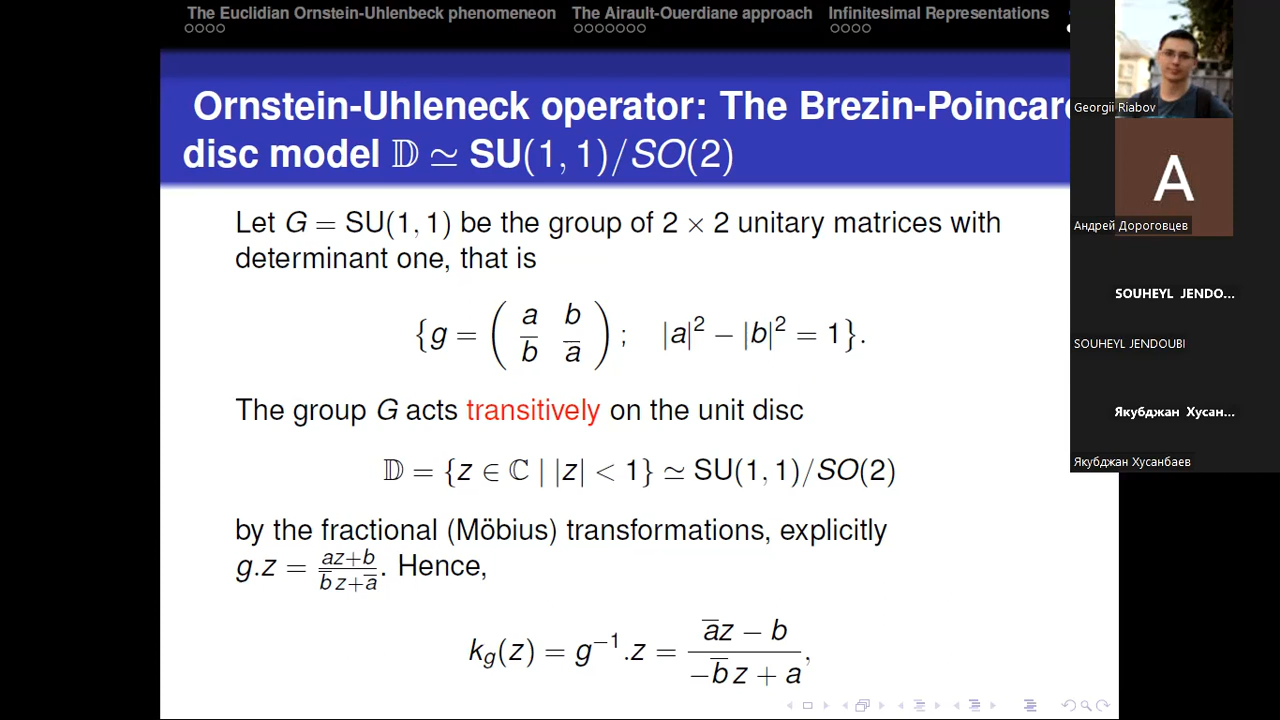 The Euclidian Ornstein-Uhlenbeck phenomeneon The Airault-Ouerdiane approach Infinitesimal Representations
Ornstein-Uhleneck operator: The Brezin-Poincaré
disc model 𝔻 ≃ SU(1, 1)/SO(2)
Let G = SU(1, 1) be the group of 2 × 2 unitary matrices with
determinant one, that is
{g = ( a b
b̅ a̅ ) ; |a|² − |b|² = 1}.
The group G acts transitively on the unit disc
𝔻 = {z ∈ ℂ | |z| < 1} ≃ SU(1, 1)/SO(2)
by the fractional (Möbius) transformations, explicitly
g.z = (az+b)/(b̅ z+a̅). Hence,
k_g(z) = g⁻¹.z = (a̅z − b)/(−b̅ z + a),
Georgii Riabov
A
Андрей Дороговцев
SOUHEYL JENDO...
SOUHEYL JENDOUBI
Якубджан Хусан...
Якубджан Хусанбаев